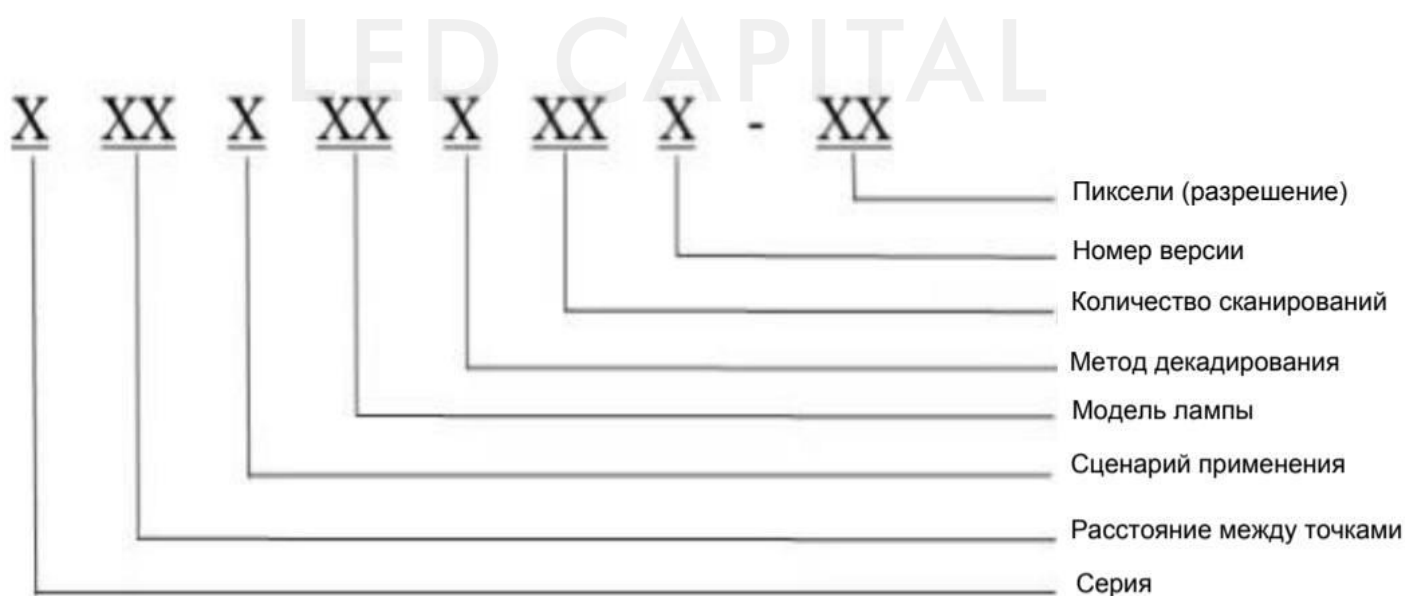 LED CAPITAL
X XX X XX X XX X - XX
Пиксели (разрешение)
Номер версии
Количество сканирований
Метод декадирования
Модель лампы
Сценарий применения
Расстояние между точками
Серия